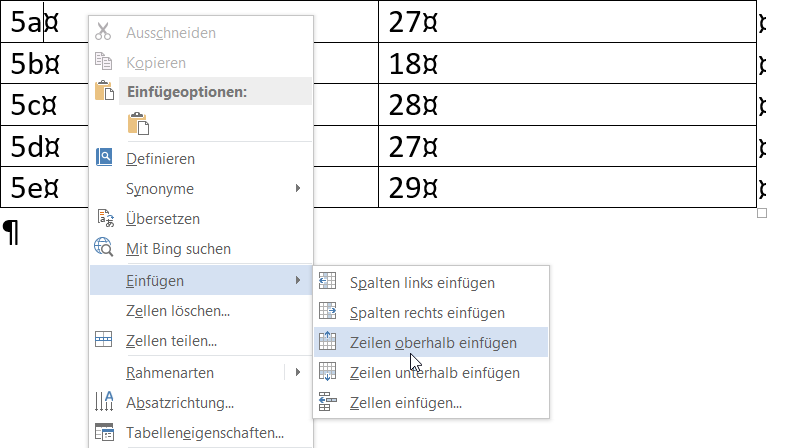 5a¤ 27¤ ¤
5b¤ 18¤ ¤
5c¤ 28¤ ¤
5d¤ 27¤ ¤
5e¤ 29¤ ¤
¶
Ausschneiden
Kopieren
Einfügeoptionen:
Definieren
Synonyme
Übersetzen
Mit Bing suchen
Einfügen
Zellen löschen...
Zellen teilen...
Rahmenarten
Absatzrichtung...
Tabelleneigenschaften...
Spalten links einfügen
Spalten rechts einfügen
Zeilen oberhalb einfügen
Zeilen unterhalb einfügen
Zellen einfügen...